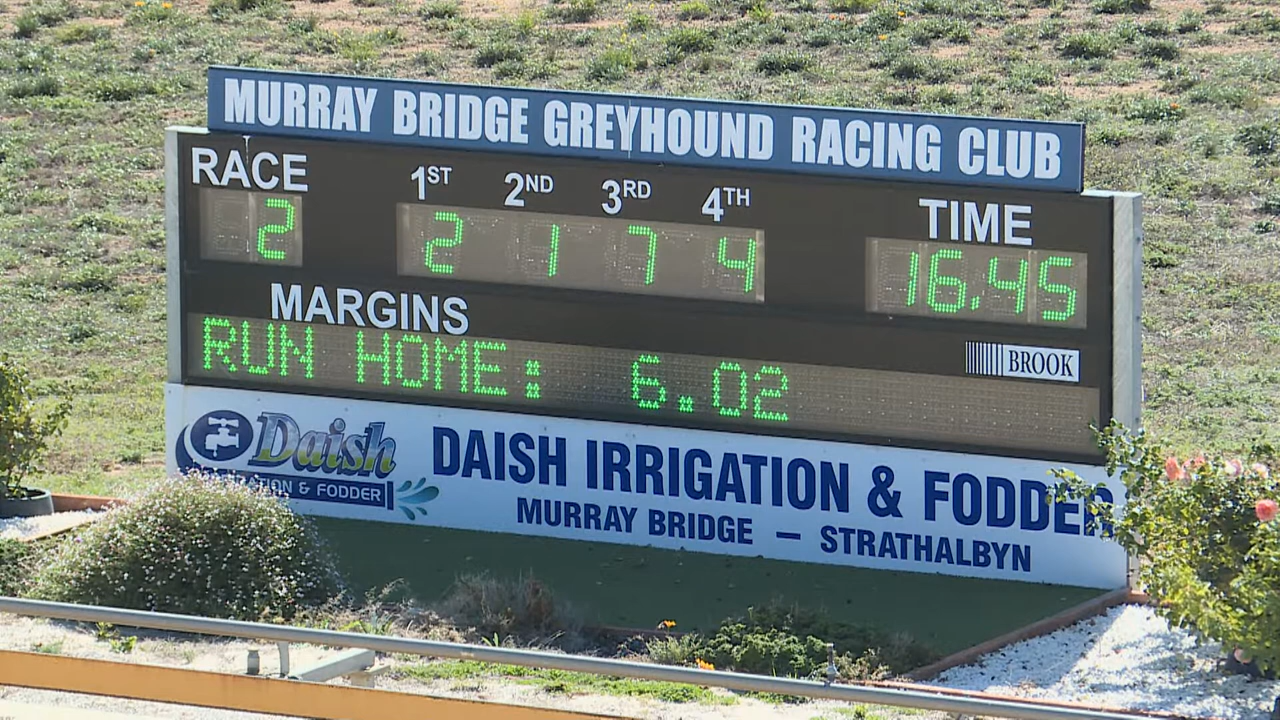 MURRAY BRIDGE GREYHOUND RACING CLUB
RACE 1ST 2ND 3RD 4TH TIME
2 2 1 7 4 16.45
MARGINS
RUN HOME: 6.02
BROOK
Daish
& FODDER
DAISH IRRIGATION & FODDER
MURRAY BRIDGE – STRATHALBYN